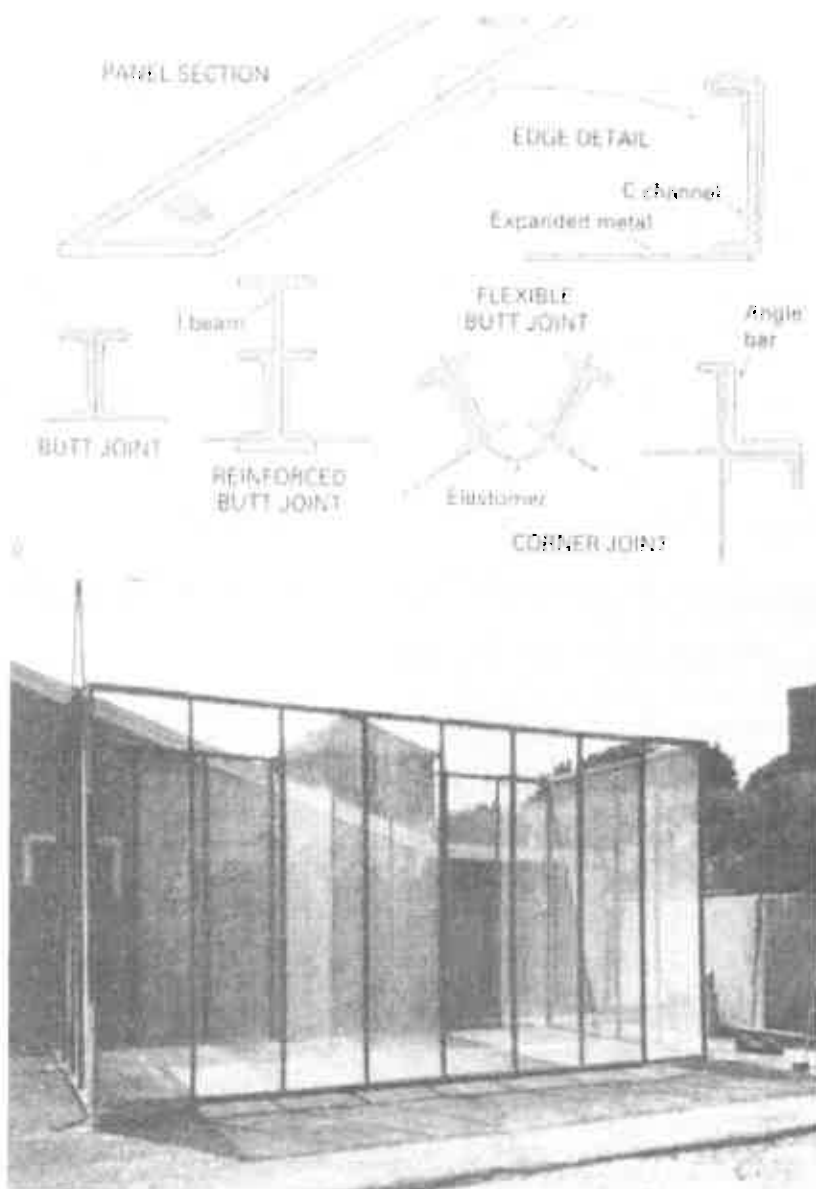 PANEL SECTION
EDGE DETAIL
C channel
Expanded metal
FLEXIBLE
BUTT JOINT
Angle
bar
I beam
BUTT JOINT
REINFORCED
BUTT JOINT
Elastomer
CORNER JOINT